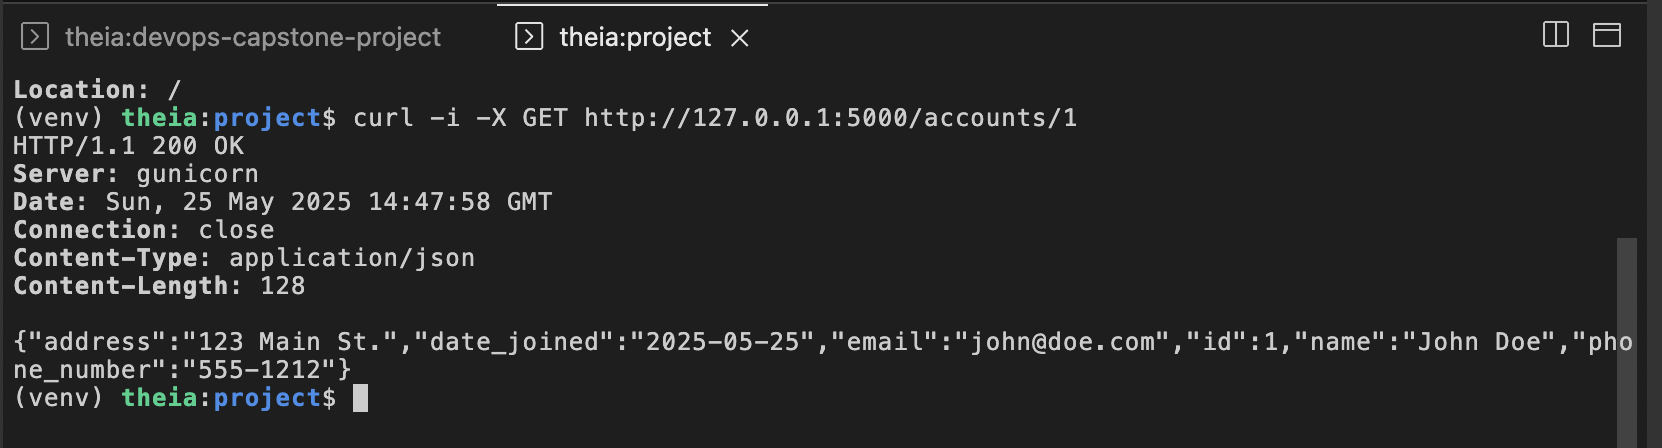 theia:devops-capstone-project theia:project
Location: /
(venv) theia:project$ curl -i -X GET http://127.0.0.1:5000/accounts/1
HTTP/1.1 200 OK
Server: gunicorn
Date: Sun, 25 May 2025 14:47:58 GMT
Connection: close
Content-Type: application/json
Content-Length: 128
{"address":"123 Main St.","date_joined":"2025-05-25","email":"john@doe.com","id":1,"name":"John Doe","pho
ne_number":"555-1212"}
(venv) theia:project$